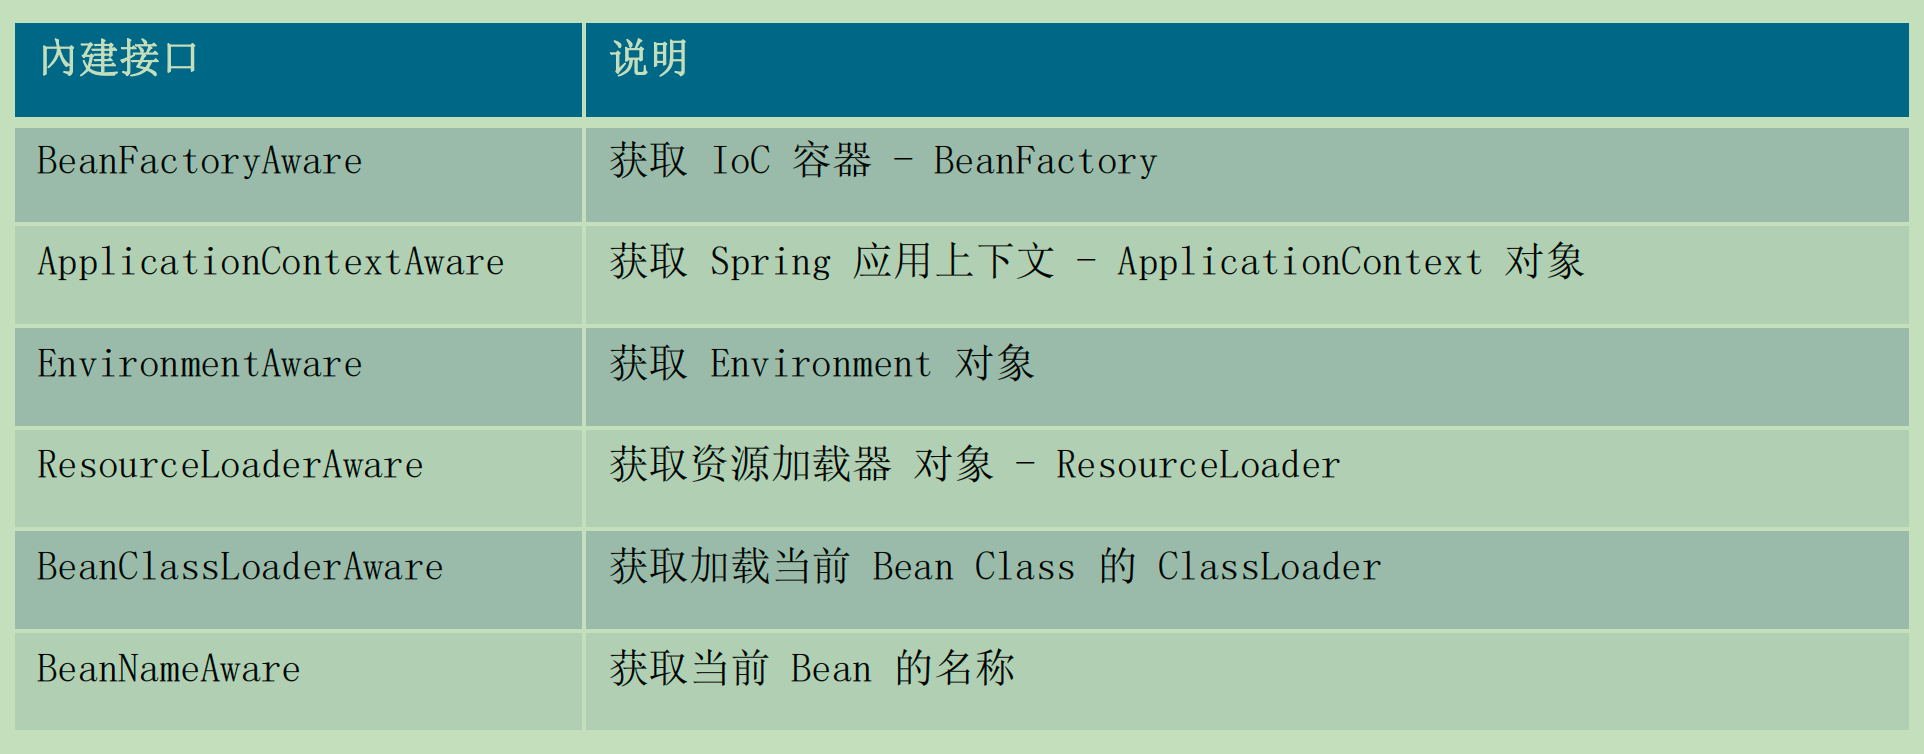 内建接口 说明
BeanFactoryAware 获取 IoC 容器 - BeanFactory
ApplicationContextAware 获取 Spring 应用上下文 - ApplicationContext 对象
EnvironmentAware 获取 Environment 对象
ResourceLoaderAware 获取资源加载器 对象 - ResourceLoader
BeanClassLoaderAware 获取加载当前 Bean Class 的 ClassLoader
BeanNameAware 获取当前 Bean 的名称